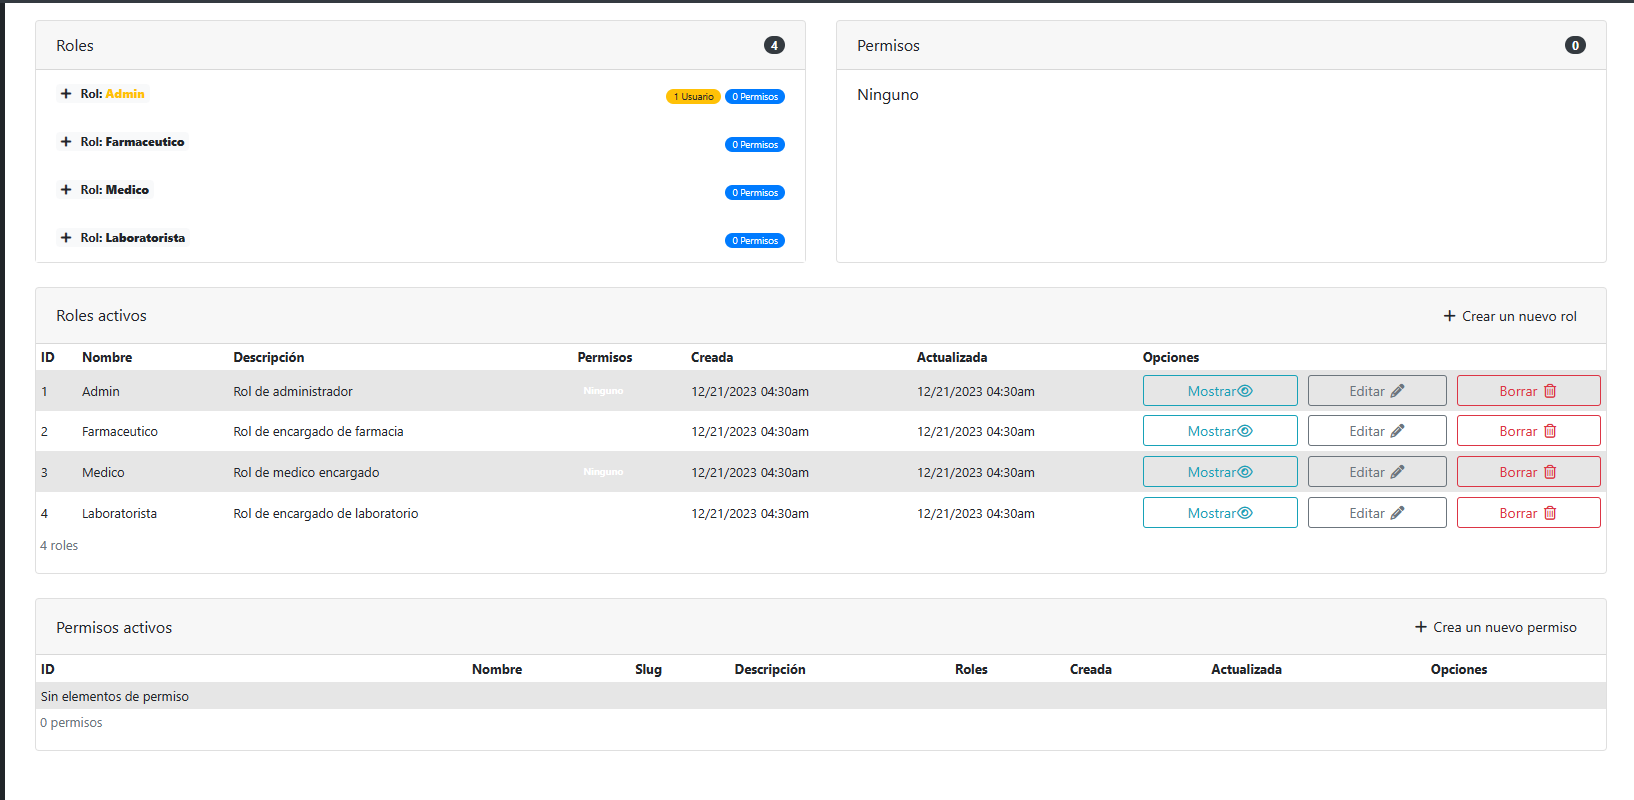 Roles 4
Rol: Admin 1 Usuario 0 Permisos
Rol: Farmaceutico 0 Permisos
Rol: Medico 0 Permisos
Rol: Laboratorista 0 Permisos
Permisos 0
Ninguno
Roles activos Crear un nuevo rol
ID Nombre Descripción Permisos Creada Actualizada Opciones
1 Admin Rol de administrador Ninguno 12/21/2023 04:30am 12/21/2023 04:30am Mostrar Editar Borrar
2 Farmaceutico Rol de encargado de farmacia 12/21/2023 04:30am 12/21/2023 04:30am Mostrar Editar Borrar
3 Medico Rol de medico encargado Ninguno 12/21/2023 04:30am 12/21/2023 04:30am Mostrar Editar Borrar
4 Laboratorista Rol de encargado de laboratorio 12/21/2023 04:30am 12/21/2023 04:30am Mostrar Editar Borrar
4 roles
Permisos activos Crea un nuevo permiso
ID Nombre Slug Descripción Roles Creada Actualizada Opciones
Sin elementos de permiso
0 permisos